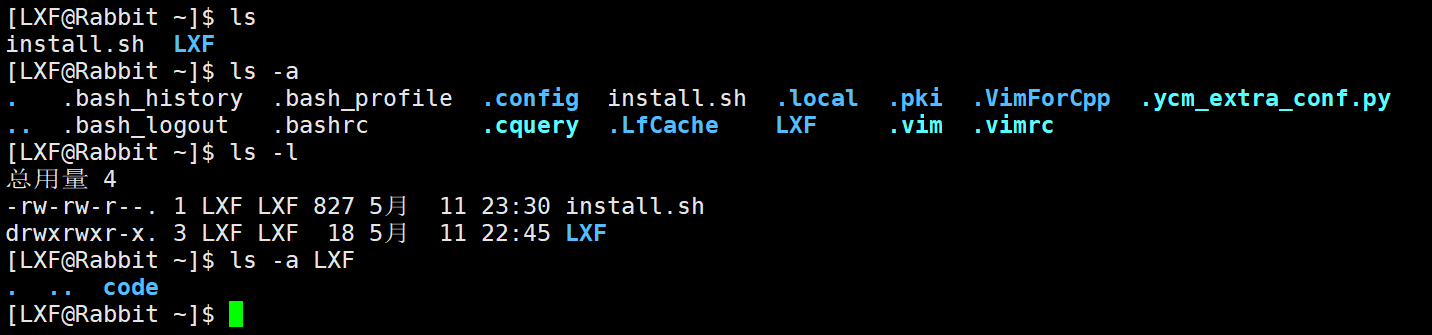 [LXF@Rabbit ~]$ ls
install.sh  LXF
[LXF@Rabbit ~]$ ls -a
.   .bash_history  .bash_profile  .config  install.sh  .local  .pki  .VimForCpp  .ycm_extra_conf.py
..  .bash_logout   .bashrc        .cquery  .LfCache    LXF     .vim  .vimrc
[LXF@Rabbit ~]$ ls -l
总用量 4
-rw-rw-r--. 1 LXF LXF 827 5月  11 23:30 install.sh
drwxrwxr-x. 3 LXF LXF  18 5月  11 22:45 LXF
[LXF@Rabbit ~]$ ls -a LXF
.  ..  code
[LXF@Rabbit ~]$